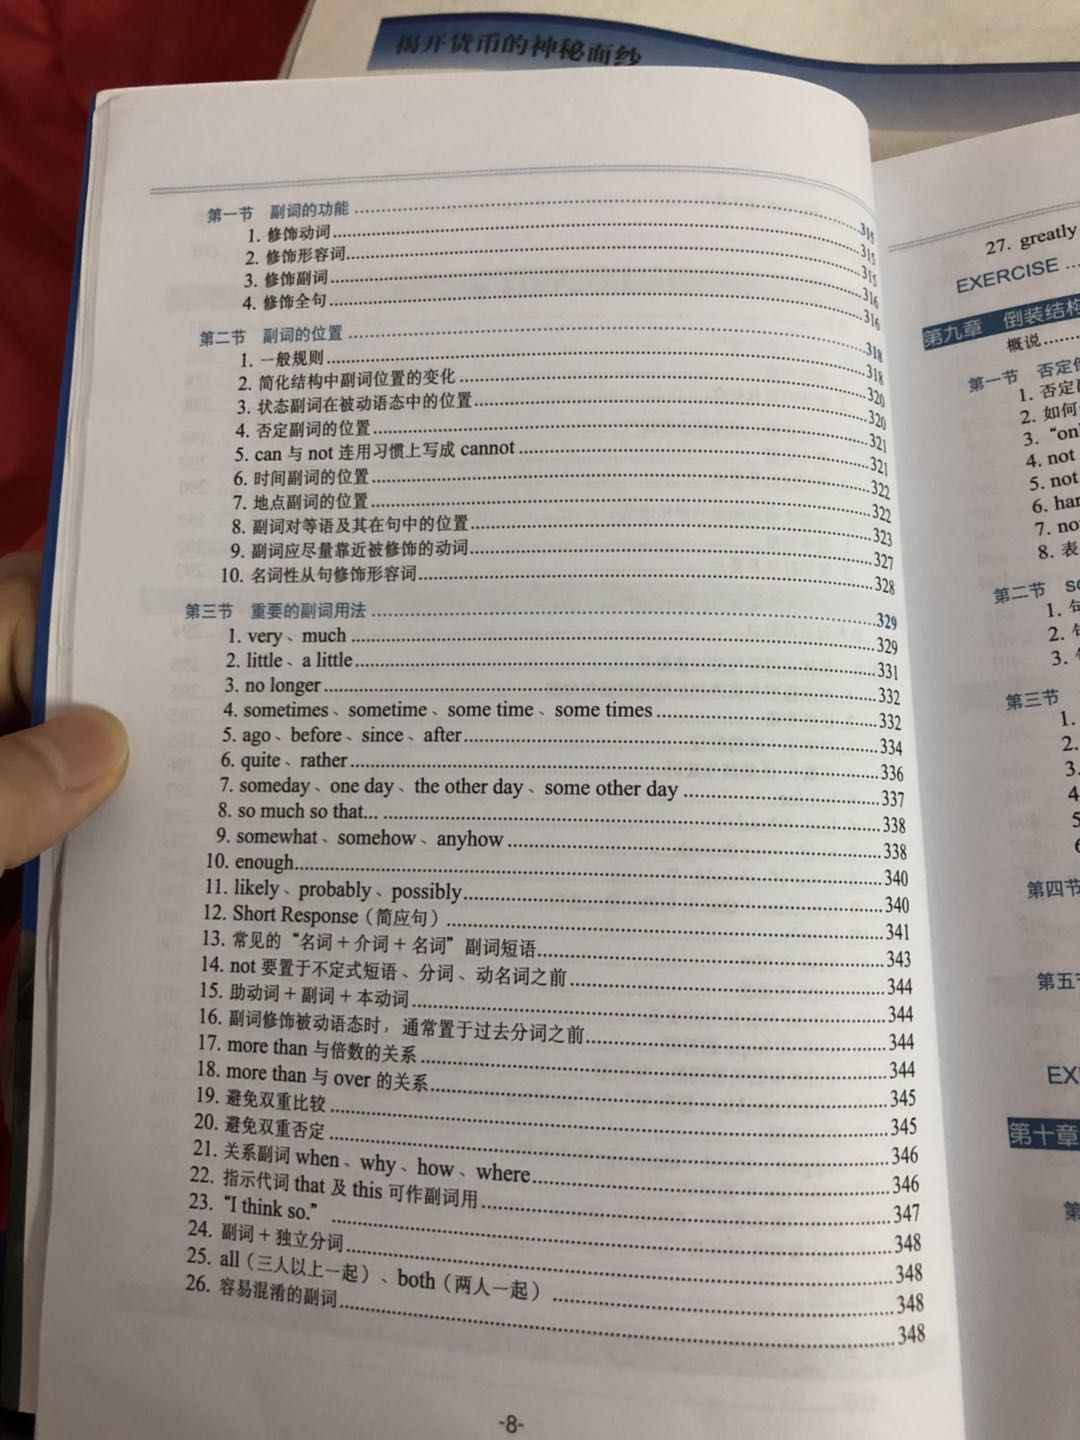 揭开货币的神秘面纱
第一节 副词的功能 315
1. 修饰动词 315
2. 修饰形容词 315
3. 修饰副词 316
4. 修饰全句 316
第二节 副词的位置 318
1. 一般规则 318
2. 简化结构中副词位置的变化 320
3. 状态副词在被动语态中的位置 320
4. 否定副词的位置 321
5. can 与 not 连用习惯上写成 cannot 321
6. 时间副词的位置 322
7. 地点副词的位置 322
8. 副词对等语及其在句中的位置 323
9. 副词应尽量靠近被修饰的动词 327
10. 名词性从句修饰形容词 328
第三节 重要的副词用法 329
1. very、much 329
2. little、a little 331
3. no longer 332
4. sometimes、sometime、some time、some times 332
5. ago、before、since、after 334
6. quite、rather 336
7. someday、one day、the other day、some other day 337
8. so much so that... 338
9. somewhat、somehow、anyhow 338
10. enough 340
11. likely、probably、possibly 340
12. Short Response（简应句） 341
13. 常见的“名词 + 介词 + 名词”副词短语 343
14. not 要置于不定式短语、分词、动名词之前 344
15. 助动词 + 副词 + 本动词 344
16. 副词修饰被动语态时，通常置于过去分词之前 344
17. more than 与倍数的关系 344
18. more than 与 over 的关系 345
19. 避免双重比较 345
20. 避免双重否定 346
21. 关系副词 when、why、how、where 346
22. 指示代词 that 及 this 可作副词用 347
23. “I think so.” 348
24. 副词 + 独立分词 348
25. all（三人以上一起）、both（两人一起） 348
26. 容易混淆的副词 348
-8-
27. greatly
EXERCISE
第九章 倒装结构
概说
第一节 否定
1. 否定
2. 如何
3. “onl
4. not
5. not
6. har
7. no
8. 表
第二节 so
1. 句
2. 句
3.
第三节
1.
2.
3.
4
5
6
第四节
第五节
EX
第十章
第